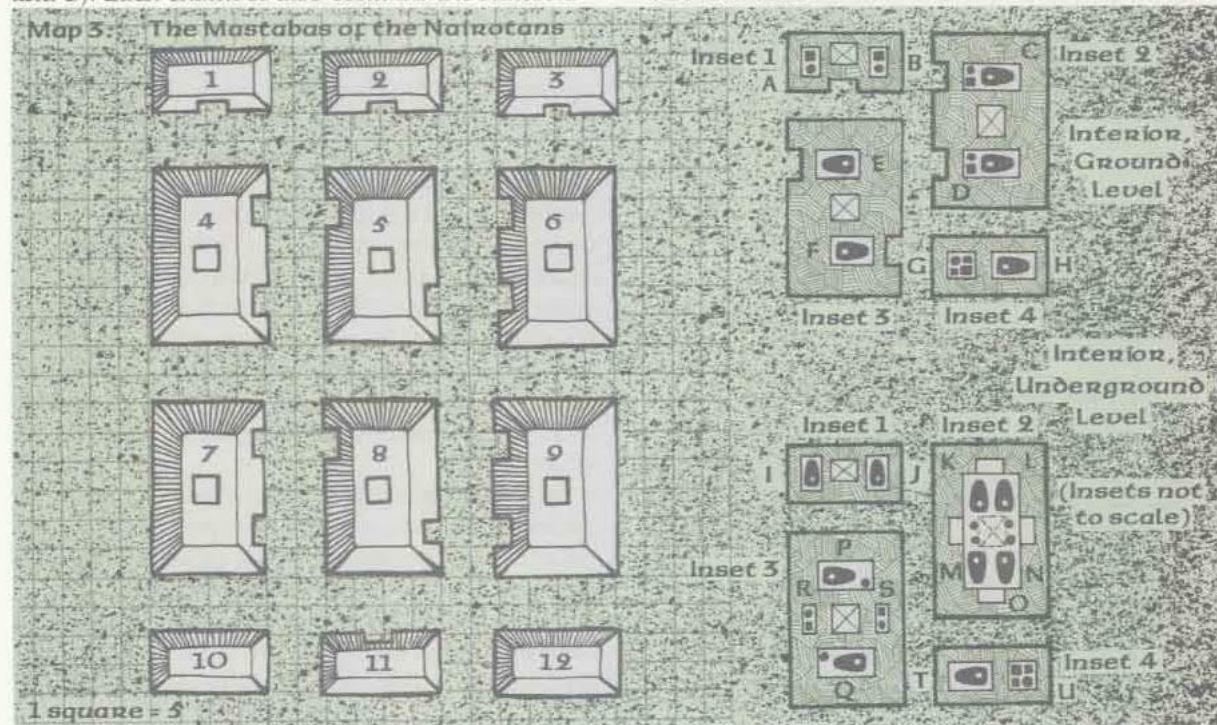 Map 3: The Mastabas of the Nafrotans
1 2 3
4 5 6
7 8 9
10 11 12
1 square = 5
Inset 1
A
B
C
Inset 2
D
Interior,
Ground
Level
E
F
Inset 3
G
H
Inset 4
Interior,
Underground
Level
Inset 1
I
J
Inset 2
K
L
M
N
O
(Insets not
to scale)
Inset 3
P
R
S
Q
T
U
Inset 4